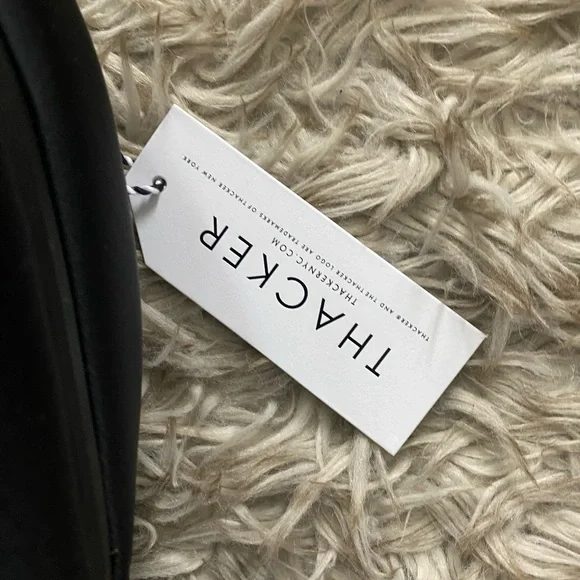 THACKER
THACKERNYC.COM
THACKER® AND THE THACKER LOGO ARE TRADEMARKS OF THACKER NEW YORK